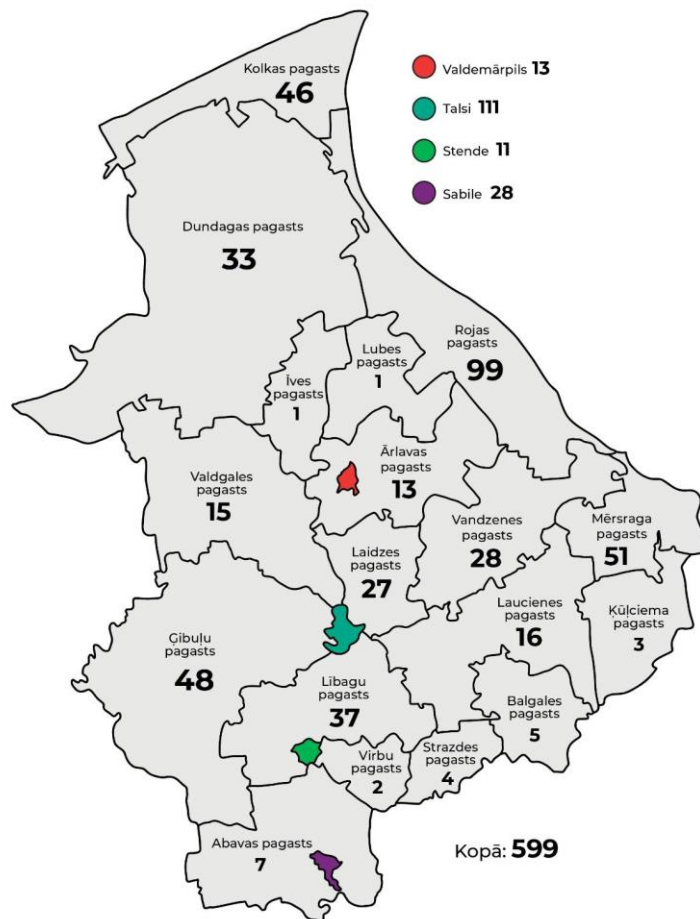 Kolkas pagasts
46
Valdemārpils 13
Talsi 111
Stende 11
Sabile 28
Dundagas pagasts
33
Rojas
pagasts
99
Lubes
pagasts
1
Īves
pagasts
1
Ārlavas
pagasts
13
Valdgales
pagasts
15
Vandzenes
pagasts
28
Mērsraga
pagasts
51
Laidzes
pagasts
27
Laucienes
pagasts
16
Ķūļciema
pagasts
3
Ģibuļu
pagasts
48
Lībagu
pagasts
37
Balgales
pagasts
5
Virbu
pagasts
2
Strazdes
pagasts
4
Abavas pagasts
7
Kopā: 599